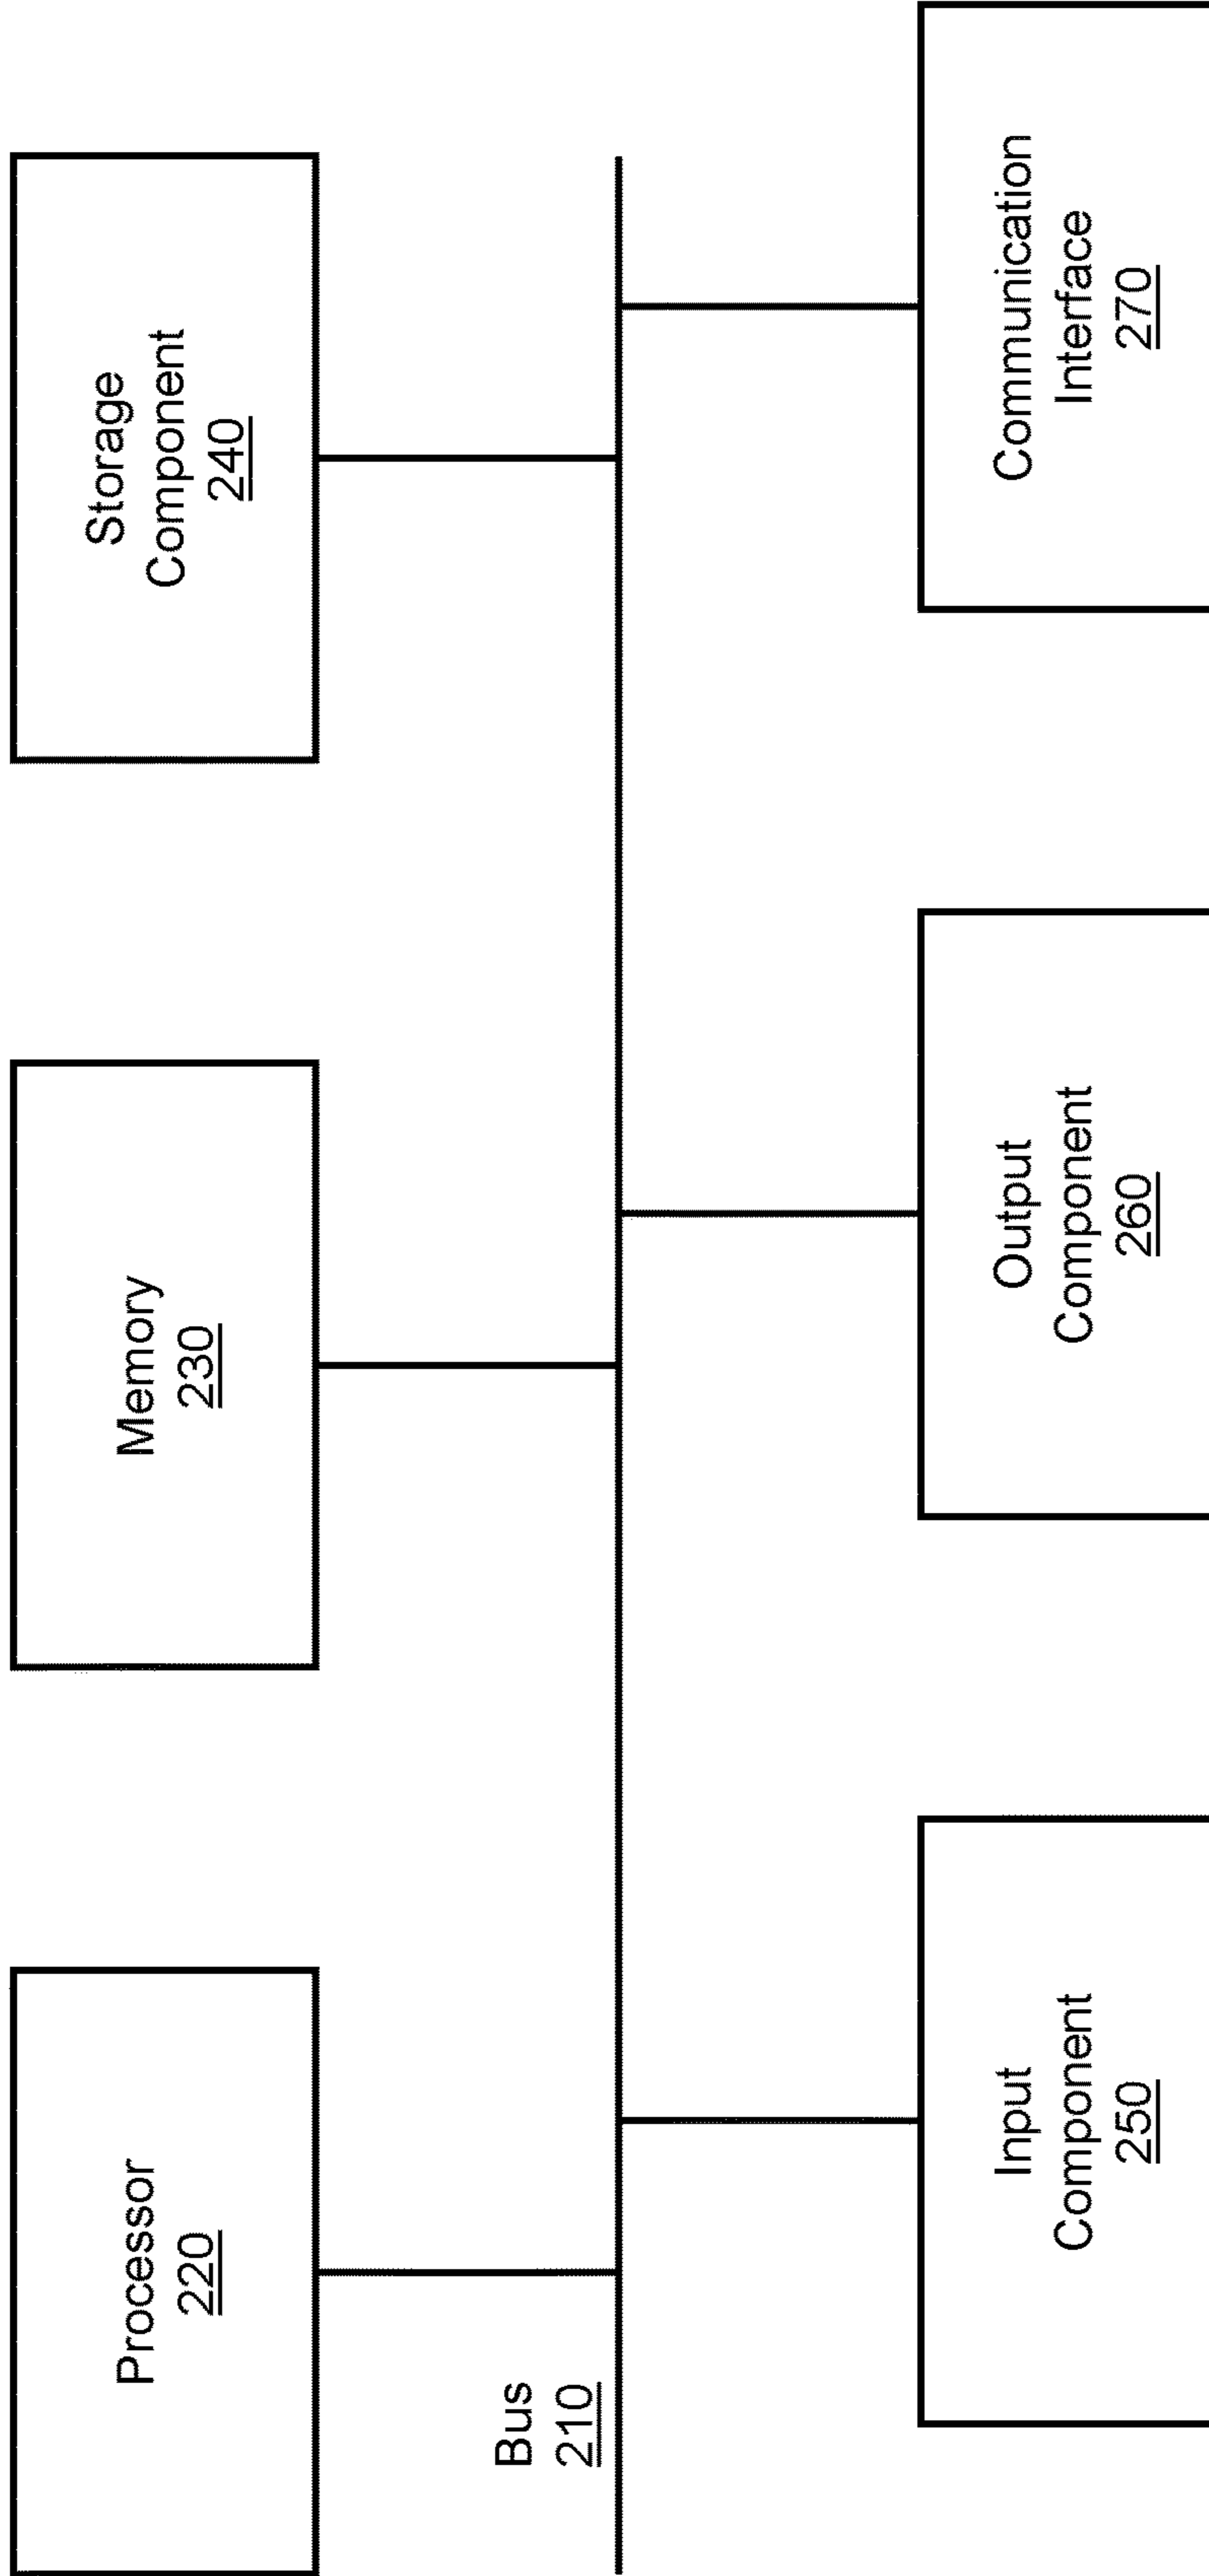 Processor
220
Memory
230
Storage
Component
240
Bus
210
Input
Component
250
Output
Component
260
Communication
Interface
270